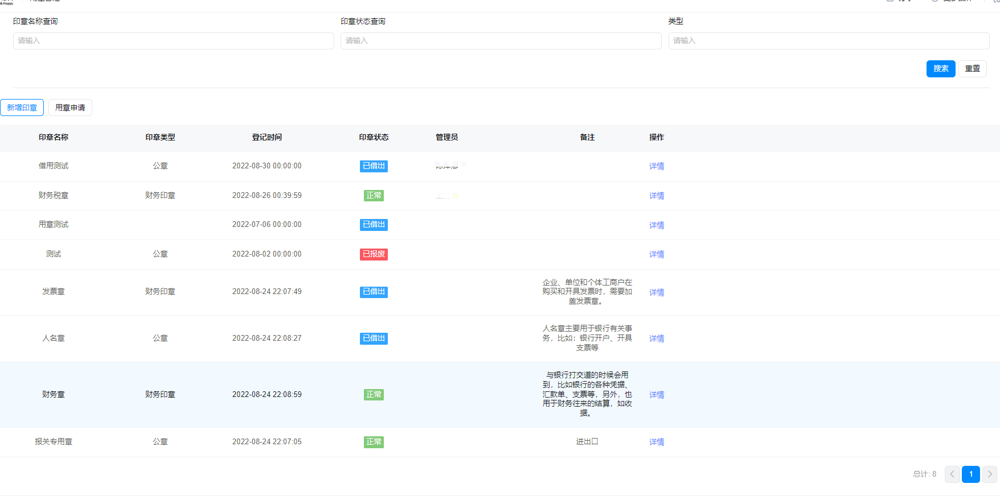 & Happy
印章名称查询 印章状态查询 类型
请输入 请输入 请输入
搜索 重置
新增印章 用章申请
印章名称 印章类型 登记时间 印章状态 管理员 备注 操作
借用测试 公章 2022-08-30 00:00:00 已借出 详情
财务税章 财务印章 2022-08-26 00:39:59 正常 详情
用章测试 2022-07-06 00:00:00 已借出 详情
测试 公章 2022-08-02 00:00:00 已报废 详情
发票章 财务印章 2022-08-24 22:07:49 已借出 企业、单位和个体工商户在
购买和开具发票时，需要加
盖发票章。 详情
人名章 公章 2022-08-24 22:08:27 已借出 人名章主要用于银行有关事
务，比如：银行开户、开具
支票等 详情
财务章 财务印章 2022-08-24 22:08:59 正常 与银行打交道的时候会用
到，比如银行的各种凭据、
汇款单、支票等，另外，也
用于财务往来的结算，如收
据。 详情
报关专用章 公章 2022-08-24 22:07:05 正常 进出口 详情
总计: 8 1